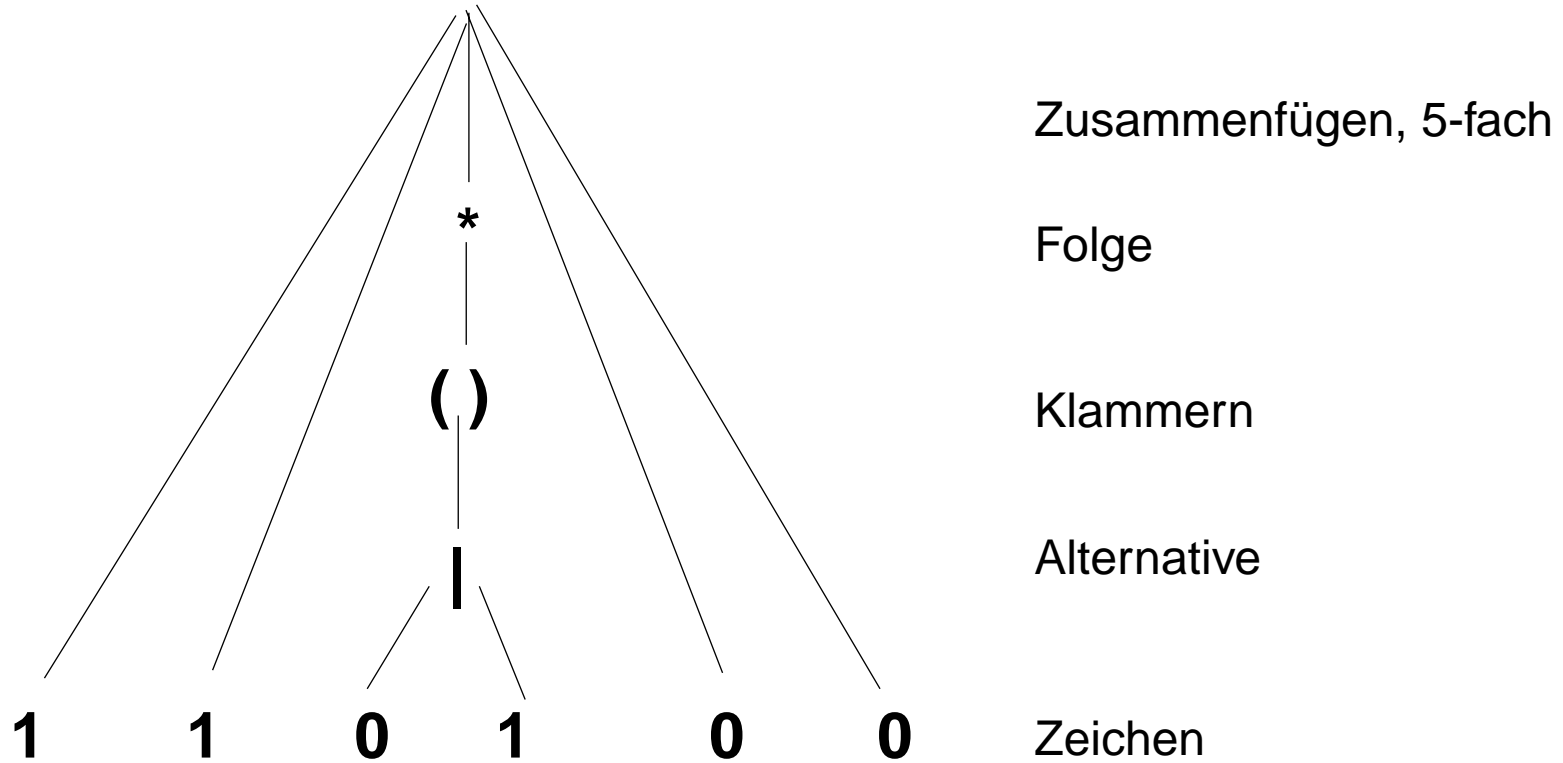 Zusammenfügen, 5-fach
* Folge
( ) Klammern
| Alternative
1 1 0 1 0 0 Zeichen